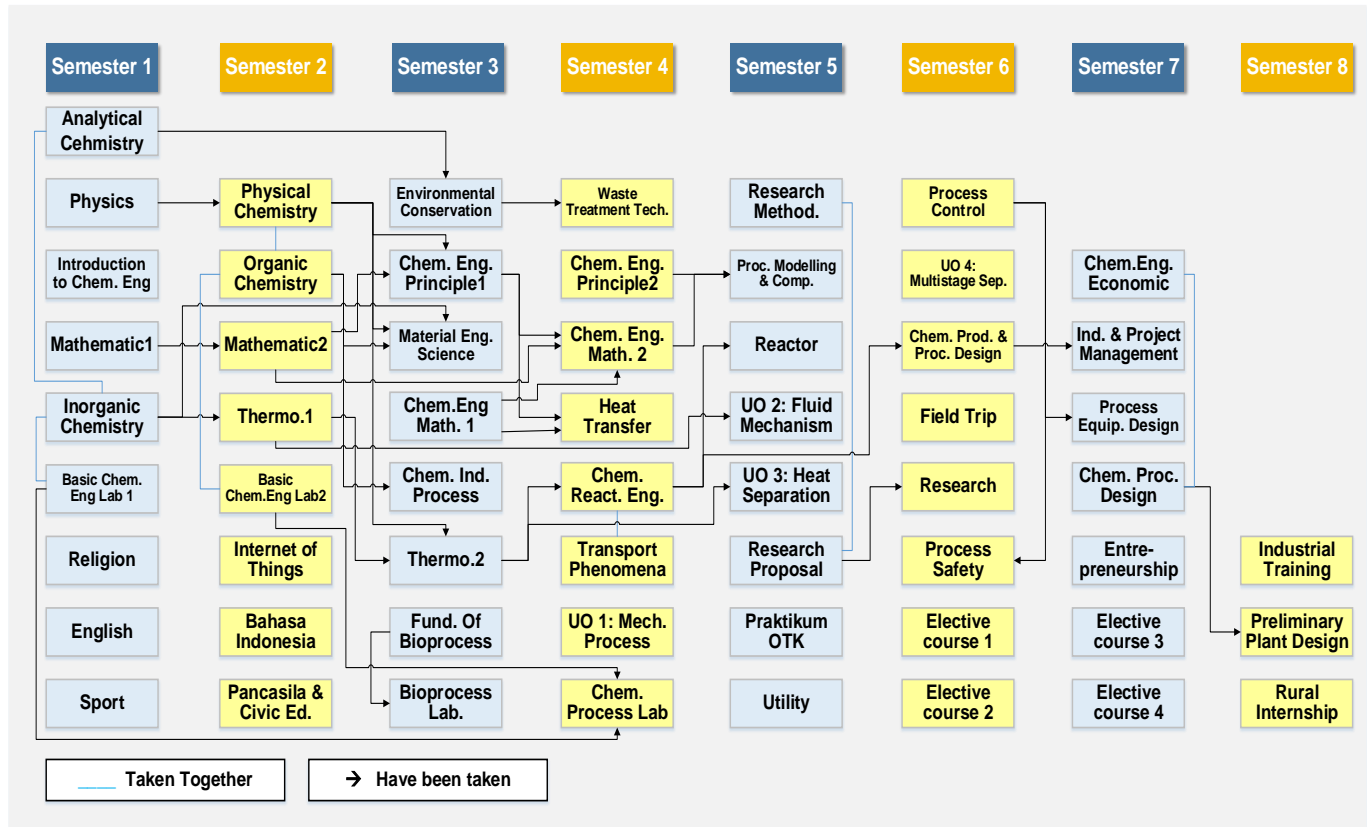 Semester 1
Semester 2
Semester 3
Semester 4
Semester 5
Semester 6
Semester 7
Semester 8
Analytical
Cehmistry
Physics
Introduction
to Chem. Eng
Mathematic1
Inorganic
Chemistry
Basic Chem.
Eng Lab 1
Religion
English
Sport
Physical
Chemistry
Organic
Chemistry
Mathematic2
Thermo.1
Basic
Chem.Eng Lab2
Internet of
Things
Bahasa
Indonesia
Pancasila &
Civic Ed.
Environmental
Conservation
Chem. Eng.
Principle1
Material Eng.
Science
Chem.Eng
Math. 1
Chem. Ind.
Process
Thermo.2
Fund. Of
Bioprocess
Bioprocess
Lab.
Waste
Treatment Tech.
Chem. Eng.
Principle2
Chem. Eng.
Math. 2
Heat
Transfer
Chem.
React. Eng.
Transport
Phenomena
UO 1: Mech.
Process
Chem.
Process Lab
Research
Method.
Proc. Modelling
& Comp.
Reactor
UO 2: Fluid
Mechanism
UO 3: Heat
Separation
Research
Proposal
Praktikum
OTK
Utility
Process
Control
UO 4:
Multistage Sep.
Chem. Prod. &
Proc. Design
Field Trip
Research
Process
Safety
Elective
course 1
Elective
course 2
Chem.Eng.
Economic
Ind. & Project
Management
Process
Equip. Design
Chem. Proc.
Design
Entre-
preneurship
Elective
course 3
Elective
course 4
Industrial
Training
Preliminary
Plant Design
Rural
Internship
____ Taken Together
→ Have been taken